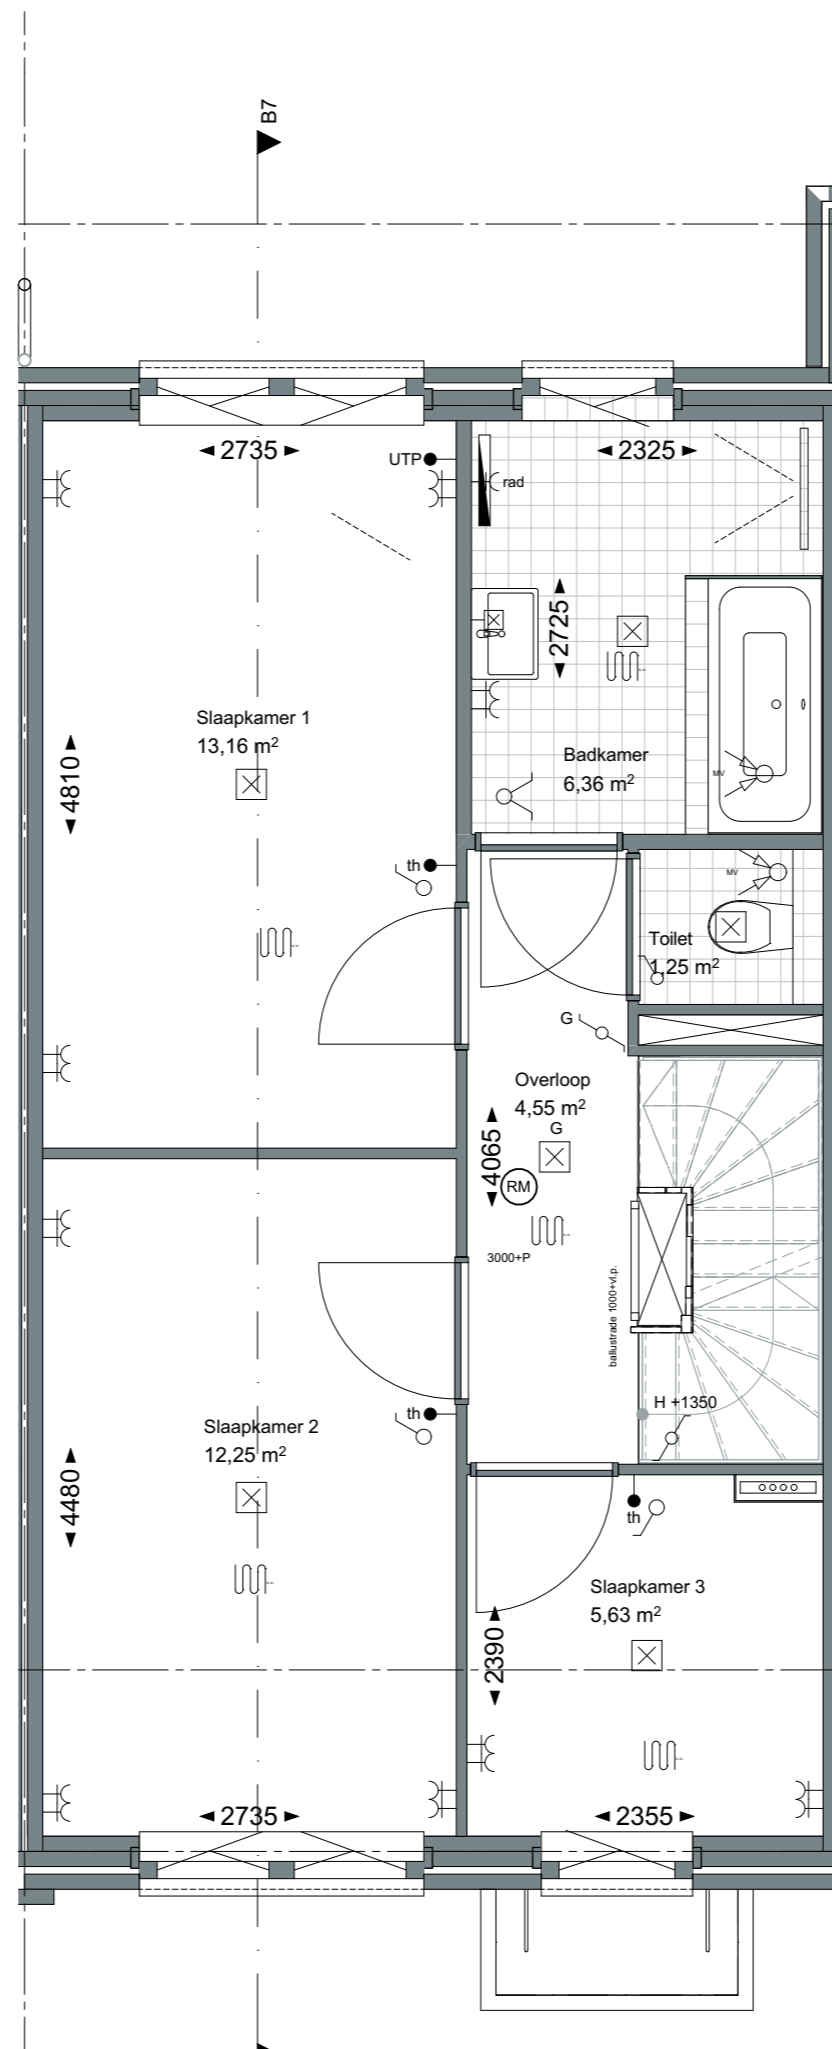 B7
2735
2325
UTP
rad
2725
Slaapkamer 1
13,16 m²
4810
Badkamer
6,36 m²
MV
th
MV
Toilet
1,25 m²
G
Overloop
4,55 m²
G
4065
RM
3000+P
ballustrade 1000+vl.p.
H +1350
th
Slaapkamer 2
12,25 m²
4480
th
Slaapkamer 3
5,63 m²
2390
2735
2355